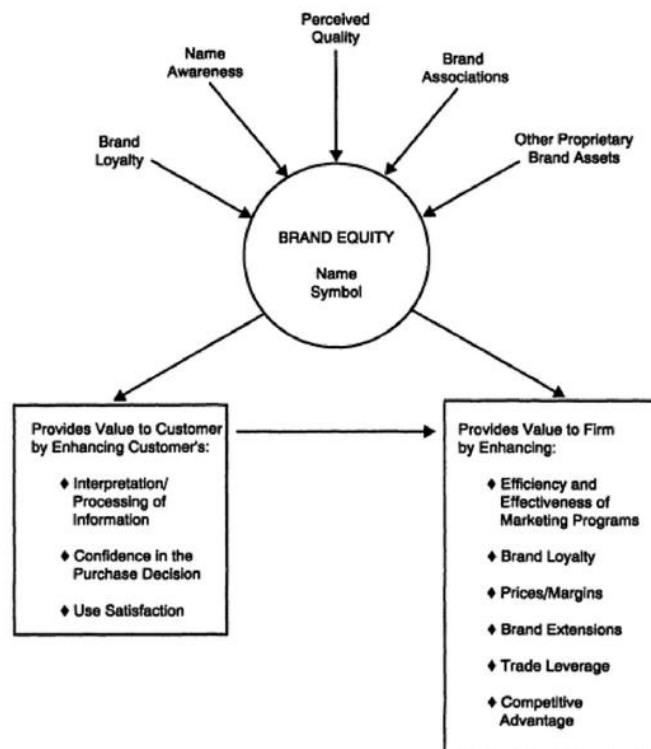 Perceived
Quality
Name
Awareness
Brand
Associations
Brand
Loyalty
Other Proprietary
Brand Assets
BRAND EQUITY
Name
Symbol
Provides Value to Customer
by Enhancing Customer's:
♦ Interpretation/
Processing of
Information
♦ Confidence in the
Purchase Decision
♦ Use Satisfaction
Provides Value to Firm
by Enhancing:
♦ Efficiency and
Effectiveness of
Marketing Programs
♦ Brand Loyalty
♦ Prices/Margins
♦ Brand Extensions
♦ Trade Leverage
♦ Competitive
Advantage